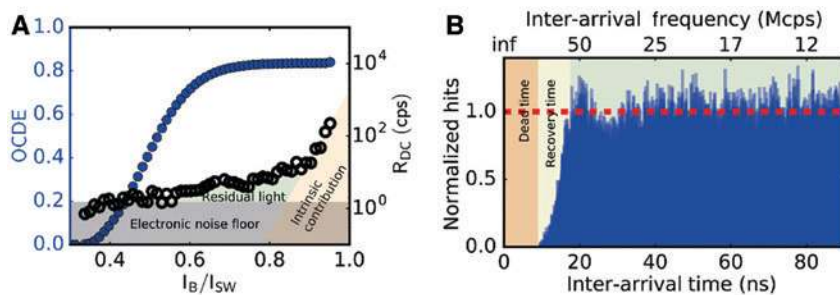 A
OCDE
1.0
0.8
0.6
0.4
0.2
0.0
0.4
0.6
0.8
1.0
I_B/I_SW
10^4
10^2
10^0
R_DC (cps)
Residual light
Electronic noise floor
Intrinsic
contribution
B
Inter-arrival frequency (Mcps)
inf 50 25 17 12
Normalized hits
1.0
0.5
0.0
Dead time
Recovery time
0 20 40 60 80
Inter-arrival time (ns)